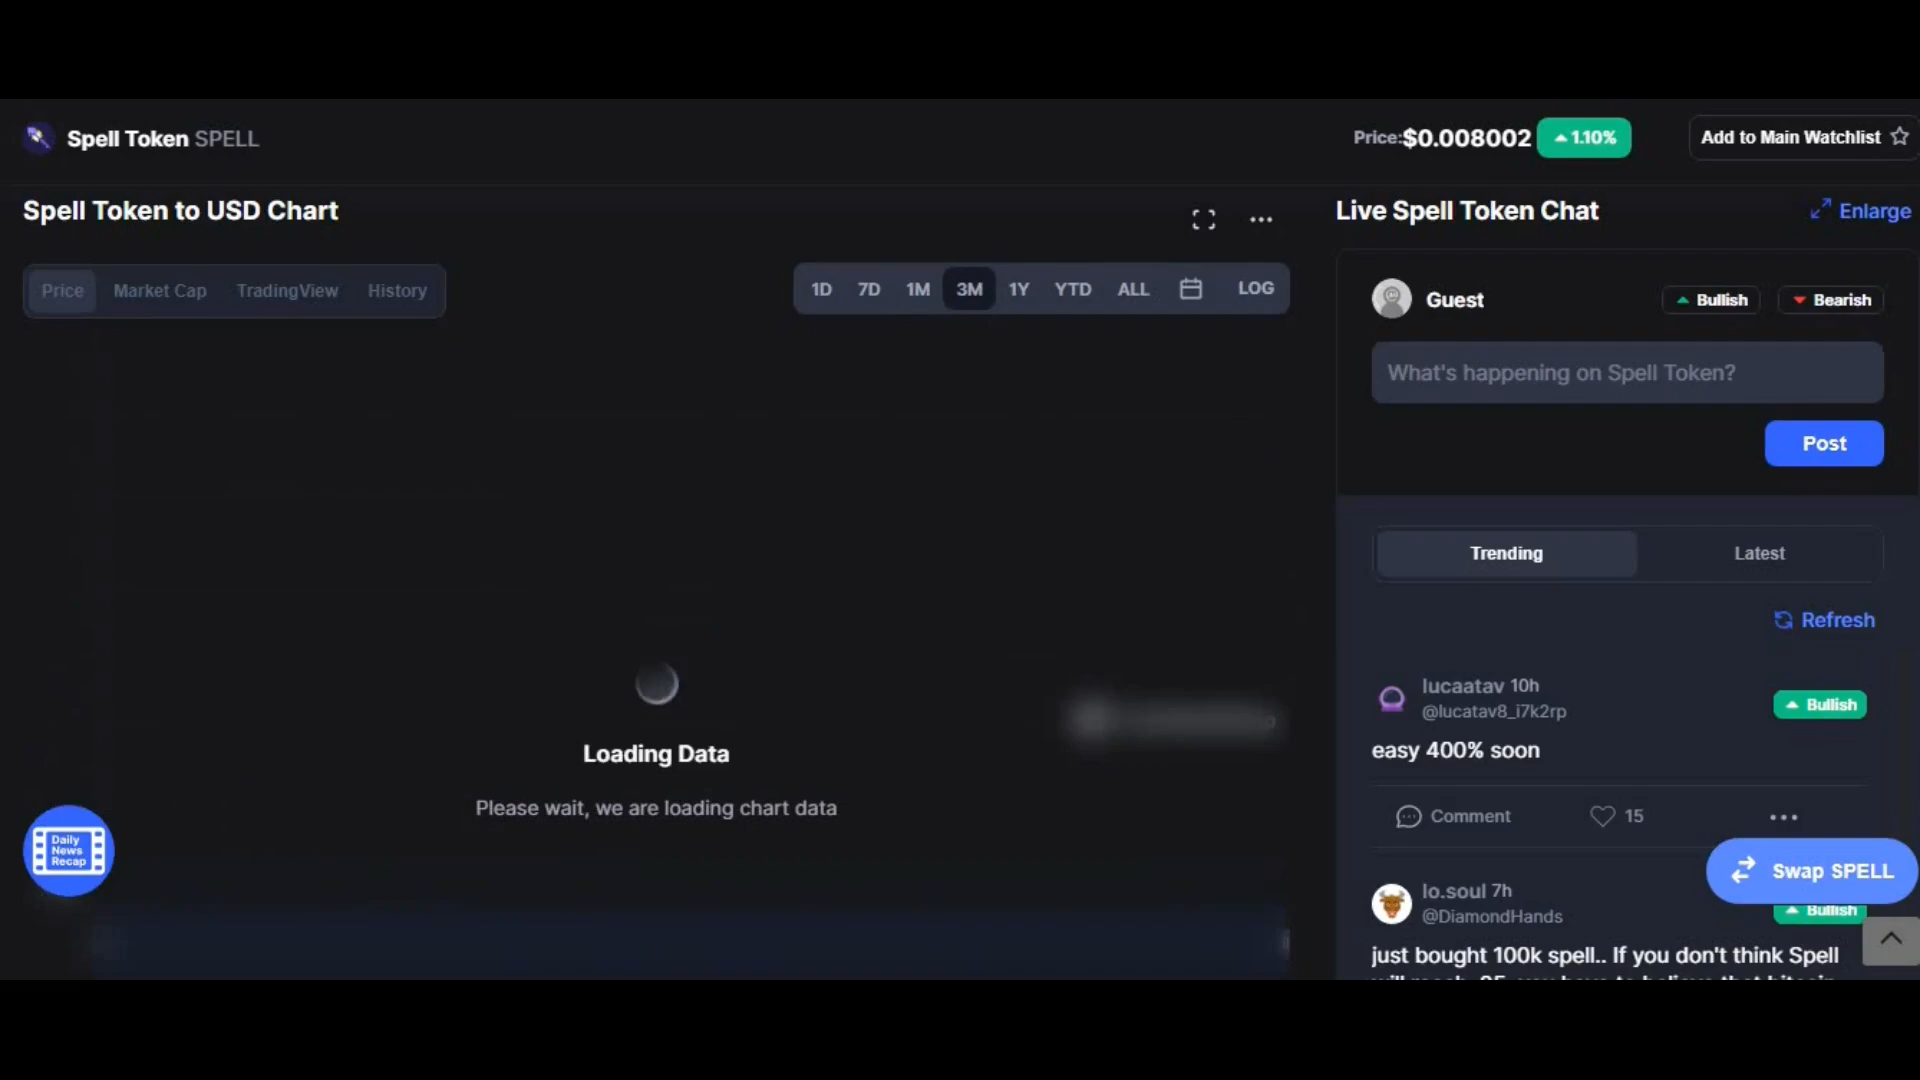 Spell Token SPELL
Price:$0.008002 1.10%
Add to Main Watchlist
Spell Token to USD Chart
Live Spell Token Chat
Enlarge
Price Market Cap TradingView History
1D 7D 1M 3M 1Y YTD ALL LOG
Guest
Bullish
Bearish
What's happening on Spell Token?
Post
Trending
Latest
Refresh
lucaatav 10h
@lucatav8_i7k2rp
Bullish
easy 400% soon
Comment
15
Loading Data
Please wait, we are loading chart data
Daily
News
Recap
Swap SPELL
lo.soul 7h
@DiamondHands
Bullish
just bought 100k spell.. If you don't think Spell